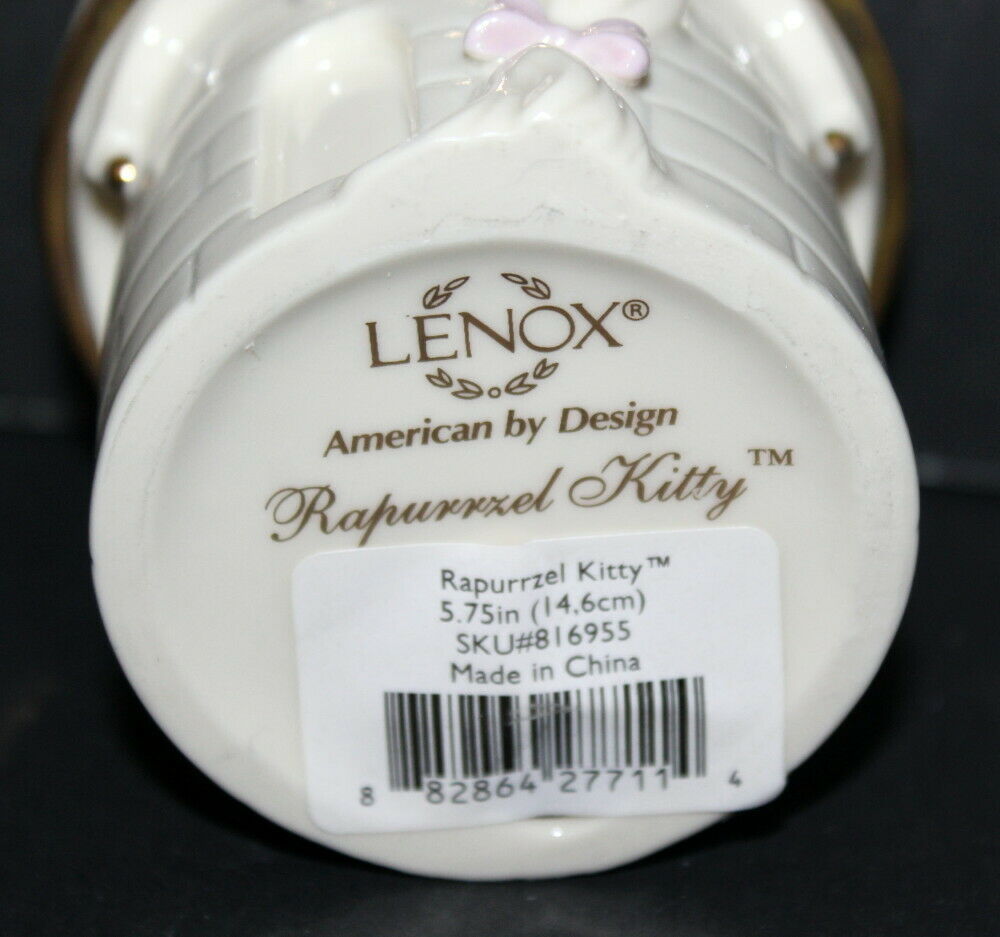 LENOX®
American by Design
Rapurrzel Kitty™
Rapurrzel Kitty™
5.75in (14,6cm)
SKU#816955
Made in China
8 82864 27711 4